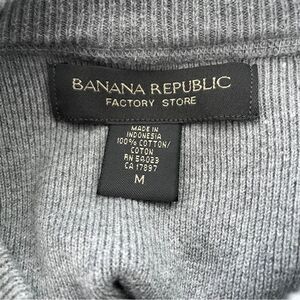 BANANA REPUBLIC
FACTORY STORE
MADE IN
INDONESIA
100% COTTON/
COTON
RN 54023
CA 17897
M